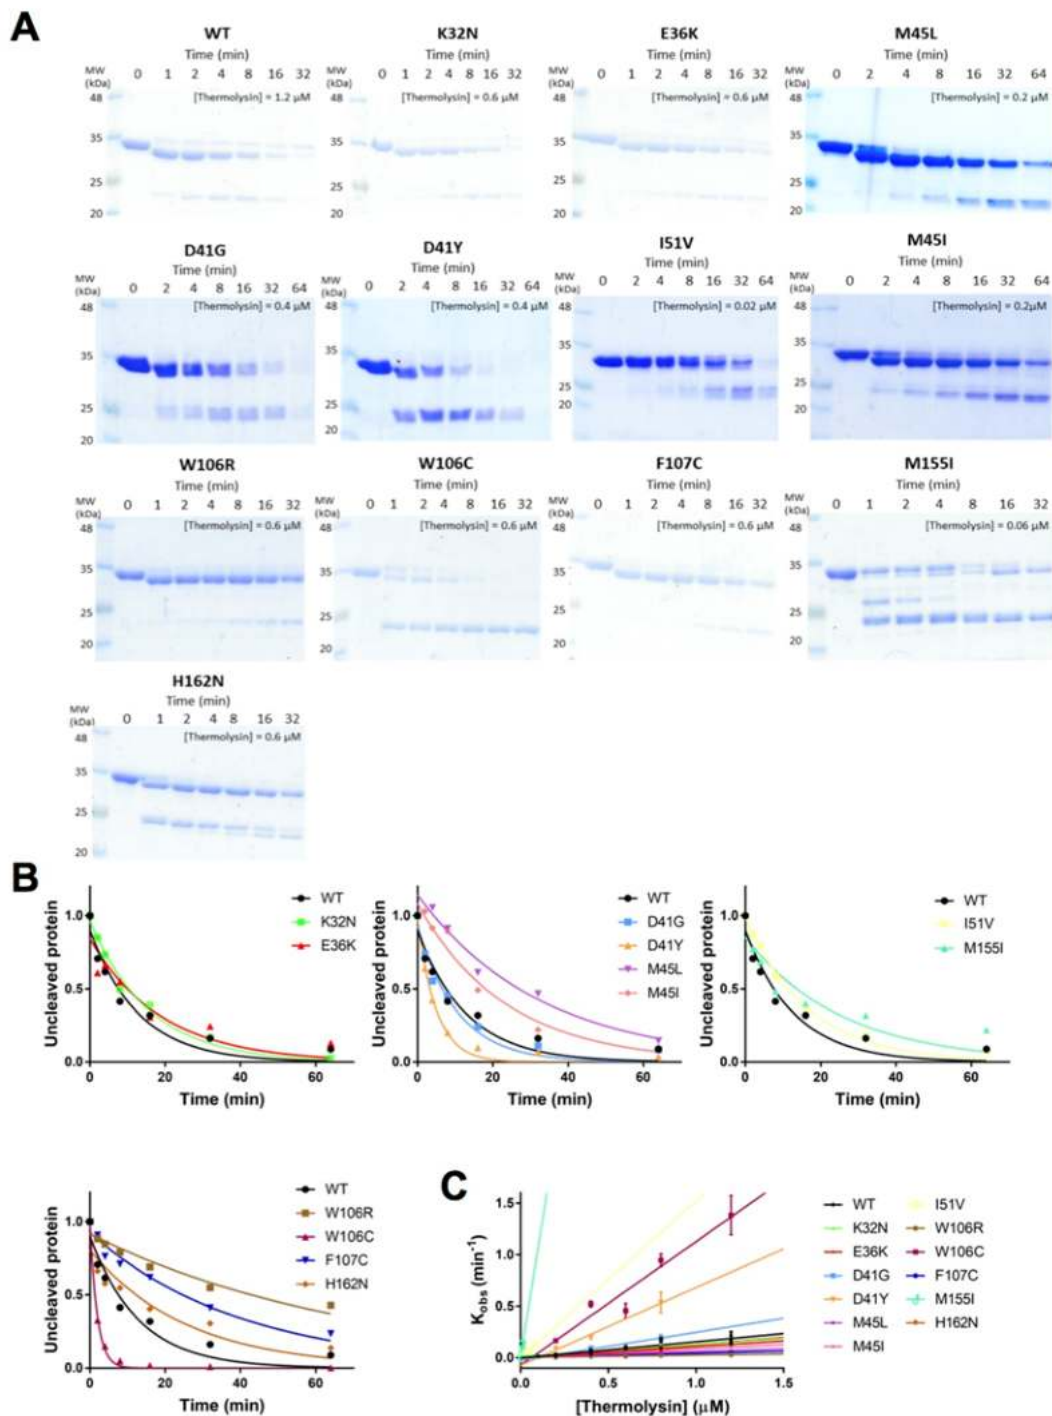 A
WT
Time (min)
MW (kDa)
0 1 2 4 8 16 32
[Thermolysin] = 1.2 µM
48
35
25
20
K32N
Time (min)
MW (kDa)
0 1 2 4 8 16 32
[Thermolysin] = 0.6 µM
48
35
25
20
E36K
Time (min)
MW (kDa)
0 1 2 4 8 16 32
[Thermolysin] = 0.6 µM
48
35
25
20
M45L
Time (min)
MW (kDa)
0 2 4 8 16 32 64
[Thermolysin] = 0.2 µM
48
35
25
20
D41G
Time (min)
MW (kDa)
0 2 4 8 16 32 64
[Thermolysin] = 0.4 µM
48
35
25
20
D41Y
Time (min)
MW (kDa)
0 2 4 8 16 32 64
[Thermolysin] = 0.4 µM
48
35
25
20
I51V
Time (min)
MW (kDa)
0 2 4 8 16 32 64
[Thermolysin] = 0.02 µM
48
35
25
20
M45I
Time (min)
MW (kDa)
0 2 4 8 16 32 64
[Thermolysin] = 0.2µM
48
35
25
20
W106R
Time (min)
MW (kDa)
0 1 2 4 8 16 32
[Thermolysin] = 0.6 µM
48
35
25
20
W106C
Time (min)
MW (kDa)
0 1 2 4 8 16 32
[Thermolysin] = 0.6 µM
48
35
25
20
F107C
Time (min)
MW (kDa)
0 1 2 4 8 16 32
[Thermolysin] = 0.6 µM
48
35
25
20
M155I
Time (min)
MW (kDa)
0 1 2 4 8 16 32
[Thermolysin] = 0.06 µM
48
35
25
20
H162N
Time (min)
MW (kDa)
0 1 2 4 8 16 32
[Thermolysin] = 0.6 µM
48
35
25
20
B
Uncleaved protein
1.0
0.5
0.0
0 20 40 60
Time (min)
WT
K32N
E36K
Uncleaved protein
1.0
0.5
0.0
0 20 40 60
Time (min)
WT
D41G
D41Y
M45L
M45I
Uncleaved protein
1.0
0.5
0.0
0 20 40 60
Time (min)
WT
I51V
M155I
Uncleaved protein
1.0
0.5
0.0
0 20 40 60
Time (min)
WT
W106R
W106C
F107C
H162N
C
Kobs (min-1)
1.5
1.0
0.5
0.0
0.0 0.5 1.0 1.5
[Thermolysin] (µM)
WT
K32N
E36K
D41G
D41Y
M45L
M45I
I51V
W106R
W106C
F107C
M155I
H162N